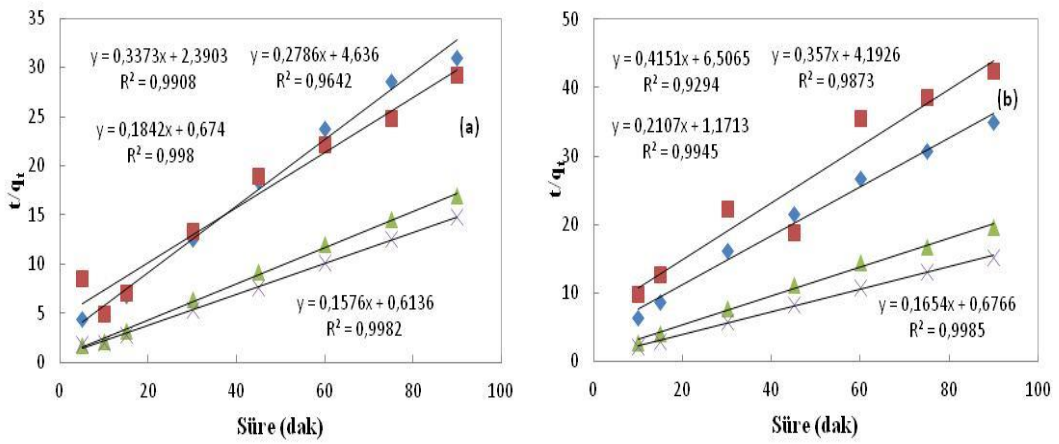 35
30
25
20
15
10
5
0
t/qt
y = 0,3373x + 2,3903
R² = 0,9908
y = 0,2786x + 4,636
R² = 0,9642
y = 0,1842x + 0,674
R² = 0,998
(a)
y = 0,1576x + 0,6136
R² = 0,9982
0 20 40 60 80 100
Süre (dak)
50
40
30
20
10
0
t/qt
y = 0,4151x + 6,5065
R² = 0,9294
y = 0,357x + 4,1926
R² = 0,9873
y = 0,2107x + 1,1713
R² = 0,9945
(b)
y = 0,1654x + 0,6766
R² = 0,9985
0 20 40 60 80 100
Süre (dak)